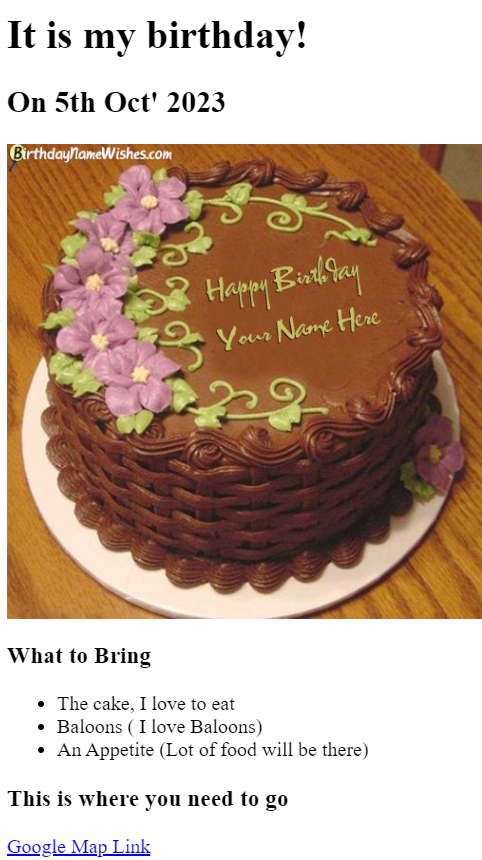 It is my birthday!
On 5th Oct' 2023
BirthdayNameWishes.com
Happy Birthday
Your Name Here
What to Bring
The cake, I love to eat
Baloons ( I love Baloons)
An Appetite (Lot of food will be there)
This is where you need to go
Google Map Link